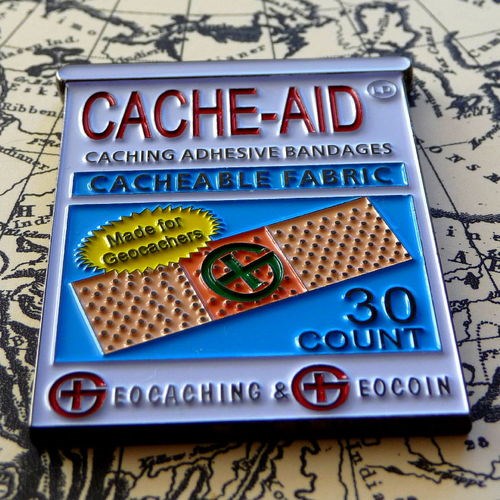 CACHE-AID
CACHING ADHESIVE BANDAGES
CACHEABLE FABRIC
Made for
Geocachers
30
COUNT
GEOCACHING & GEOCOIN